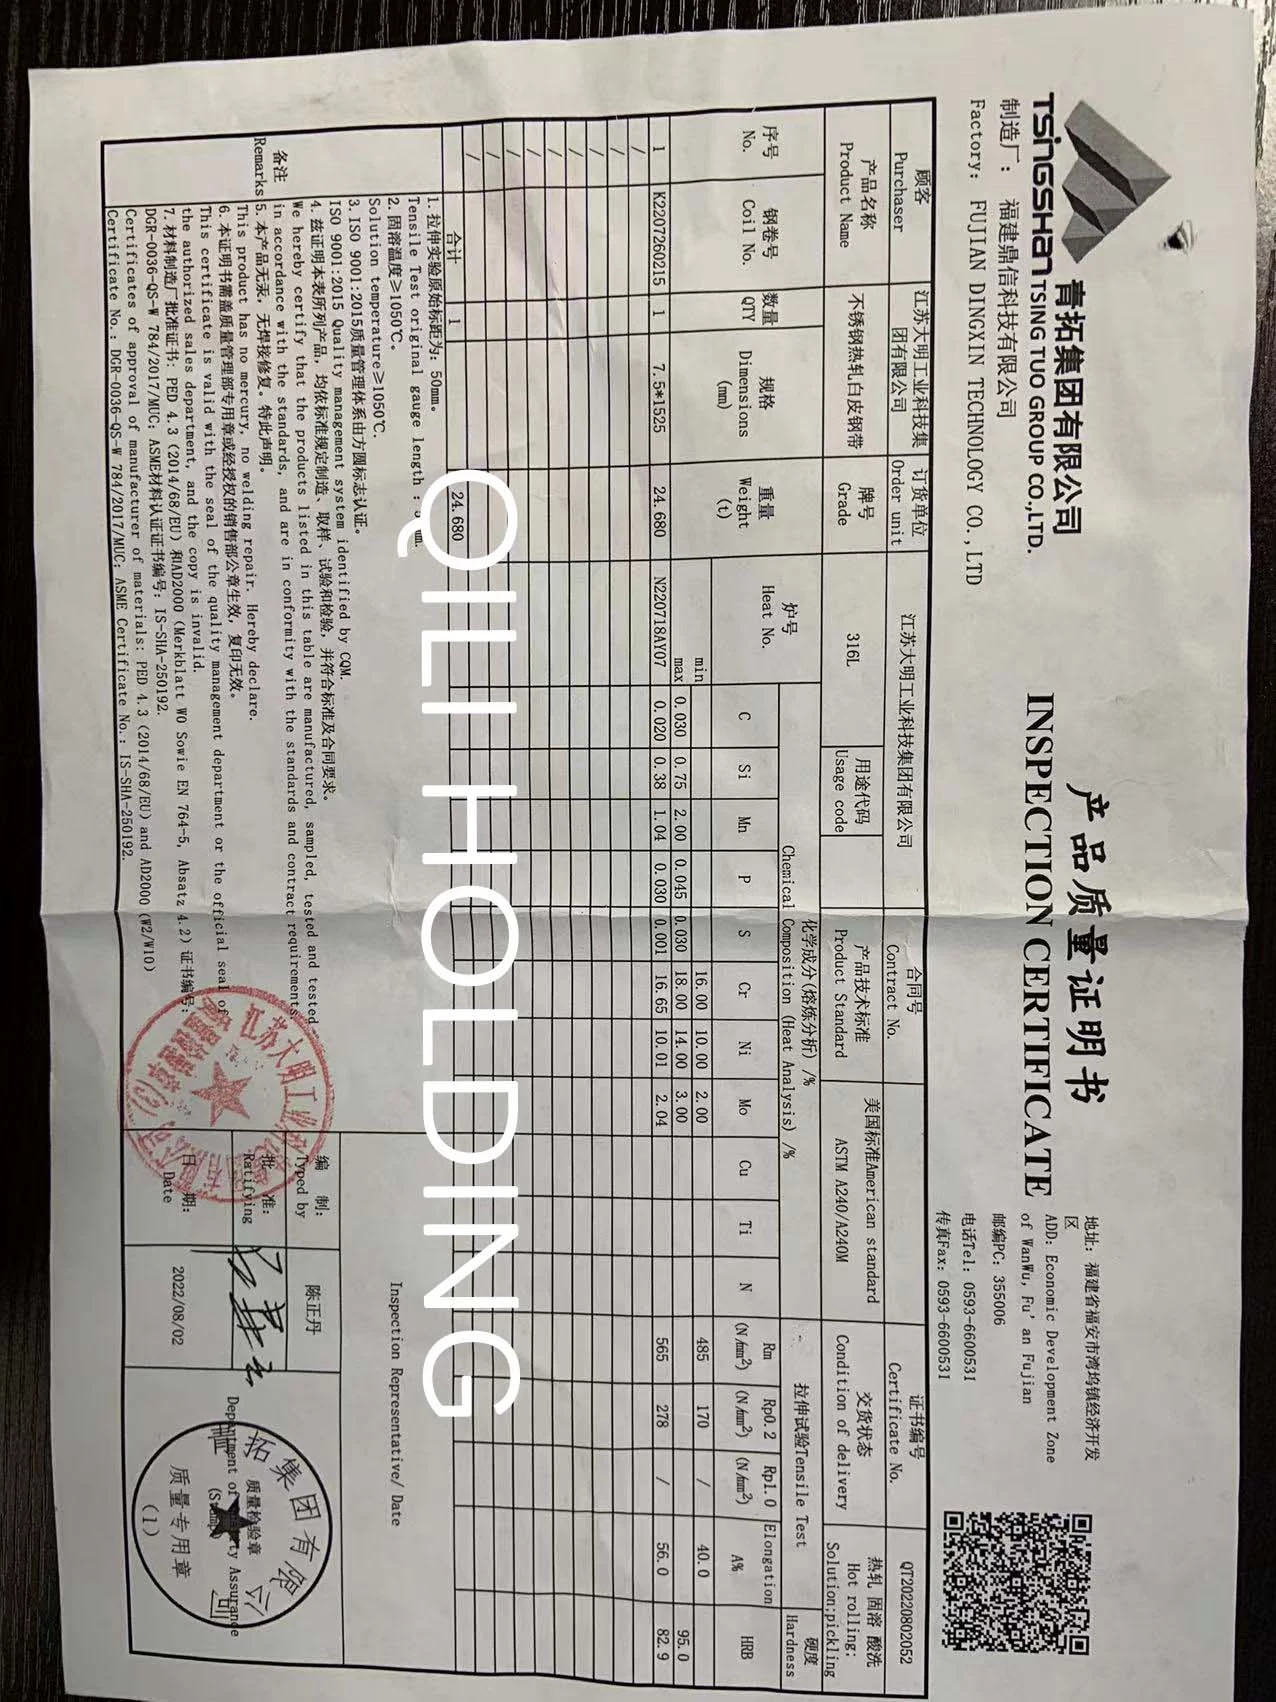 TSINGSHAN
青拓集团有限公司
TSING TUO GROUP CO.,LTD.
制造厂: 福建鼎信科技有限公司
Factory: FUJIAN DINGXIN TECHNOLOGY CO.,LTD
产品质量证明书
INSPECTION CERTIFICATE
地址: 福建省福安市湾坞镇经济开发
区
ADD: Economic Development Zone
of WanWu, Fu'an Fujian
邮编PC: 355006
电话Tel: 0593-6600531
传真Fax: 0593-6600531
顾客 Purchaser 江苏大明工业科技集团有限公司 订货单位 Order unit 江苏大明工业科技集团有限公司 合同号 Contract No. 证书编号 Certificate No. QT20220802052
产品名称 Product Name 不锈钢热轧白皮钢带 牌号 Grade 316L 用途代码 Usage code 产品技术标准 Product Standard 美国标准American standard ASTM A240/A240M 交货状态 Condition of delivery 热轧 固溶 酸洗 Hot rolling; Solution;pickling
序号 No. 钢卷号 Coil No. 数量 QTY 规格 Dimensions (mm) 重量 Weight (t) 炉号 Heat No. 化学成分(熔炼分析) /% Chemical Composition (Heat Analysis) /% 拉伸试验Tensile Test 硬度 Hardness
C Si Mn P S Cr Ni Mo Cu Ti N Rm (N/mm²) Rp0.2 (N/mm²) Rp1.0 (N/mm²) Elongation A% HRB
min 16.00 10.00 2.00 485 170 / 40.0
max 0.030 0.75 2.00 0.045 0.030 18.00 14.00 3.00 95.0
1 K2207260215 1 7.5*1525 24.680 N220718AY07 0.020 0.38 1.04 0.030 0.001 16.65 10.01 2.04 565 278 / 56.0 82.9
/
/
/
/
/
/
/
/
/
合计 1 24.680
备注
Remarks
1. 拉伸实验原始标距为: 50mm。
Tensile Test original gauge length :
2. 固溶温度≥1050℃。
Solution temperature≥1050℃.
3. ISO 9001:2015质量管理体系由方圆标志认证。
ISO 9001:2015 Quality management system identified by CQM.
4. 兹证明本表所列产品, 均依标准规定制造、取样、试验和检验, 并符合标准及合同要求。
We hereby certify that the products listed in this table are manufactured, sampled, tested and tested
in accordance with the standards, and are in conformity with the standards and contract requirements.
5. 本产品无汞, 无焊接修复。特此声明。
This product has no mercury, no welding repair. Hereby declare.
6. 本证明书需盖质量管理部专用章或经授权的销售部公章生效, 复印无效。
This certificate is valid with the seal of the quality management department or the official seal of
the authorized sales department, and the copy is invalid.
7. 材料制造厂批准证书: PED 4.3 (2014/68/EU) 和AD2000 (Merkblatt WO Sowie EN 764-5, Absatz 4.2) 证书编号:
DGR-0036-QS-W 784/2017/MUC; ASME材料认证证书编号: IS-SHA-250192.
Certificates of approval of manufacturer of materials: PED 4.3 (2014/68/EU) and AD2000 (W2/W10)
Certificate No.: DGR-0036-QS-W 784/2017/MUC; ASME Certificate No.: IS-SHA-250192.
Inspection Representative/ Date
编 制: Typed by 陈正丹
批 准: Ratifying
日 期: Date 2022/08/02
质量检验章
Department of Assurance
拓集团有限公司
质量专用章
(1)
江苏大明工业
QILI HOLDING